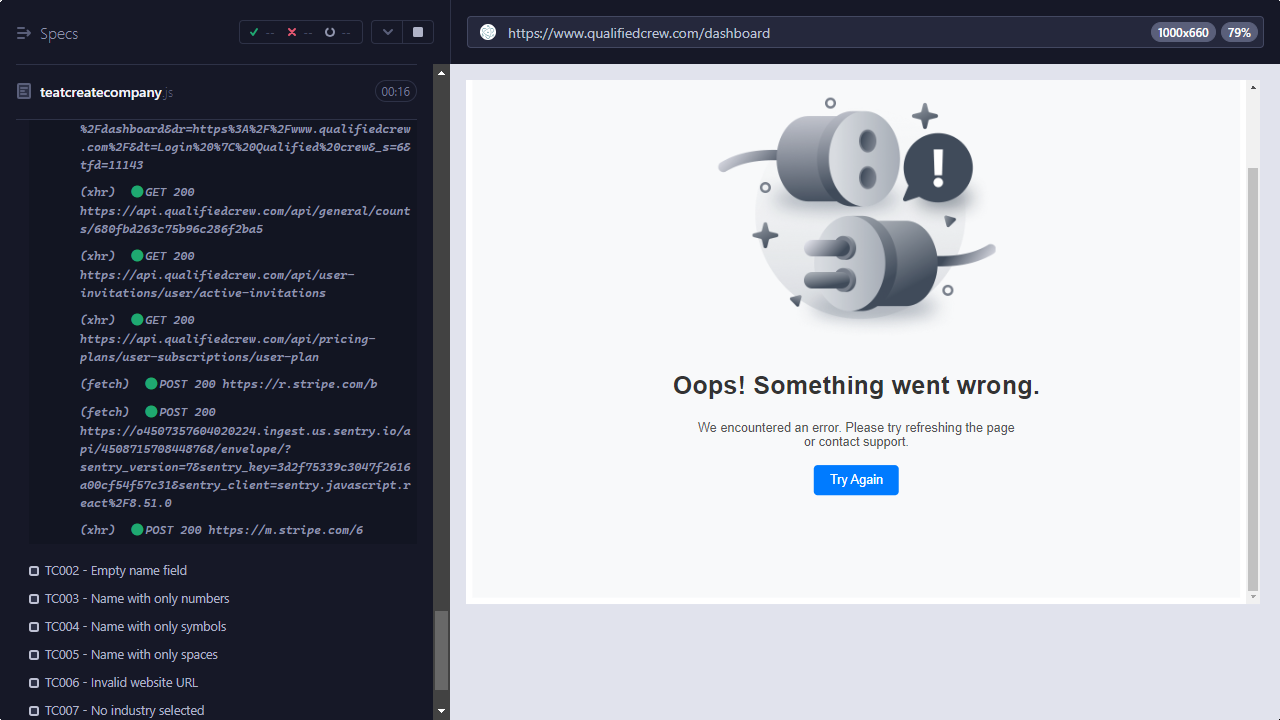 Specs
--
--
--
https://www.qualifiedcrew.com/dashboard
1000x660
79%
teatcreatecompany.js
00:16
%2Fdashboard&dr=https%3A%2F%2Fwww.qualifiedcrew
.com%2F&dt=Login%20%7C%20Qualified%20crew&_s=6&
tfd=11143
(xhr) GET 200
https://api.qualifiedcrew.com/api/general/count
s/680fbd263c75b96c286f2ba5
(xhr) GET 200
https://api.qualifiedcrew.com/api/user-
invitations/user/active-invitations
(xhr) GET 200
https://api.qualifiedcrew.com/api/pricing-
plans/user-subscriptions/user-plan
(fetch) POST 200 https://r.stripe.com/b
(fetch) POST 200
https://o4507357604020224.ingest.us.sentry.io/a
pi/4508715708448768/envelope/?
sentry_version=7&sentry_key=3d2f75339c3047f2616
a00cf54f57c31&sentry_client=sentry.javascript.r
eact%2F8.51.0
(xhr) POST 200 https://m.stripe.com/6
TC002 - Empty name field
TC003 - Name with only numbers
TC004 - Name with only symbols
TC005 - Name with only spaces
TC006 - Invalid website URL
TC007 - No industry selected
!
Oops! Something went wrong.
We encountered an error. Please try refreshing the page
or contact support.
Try Again